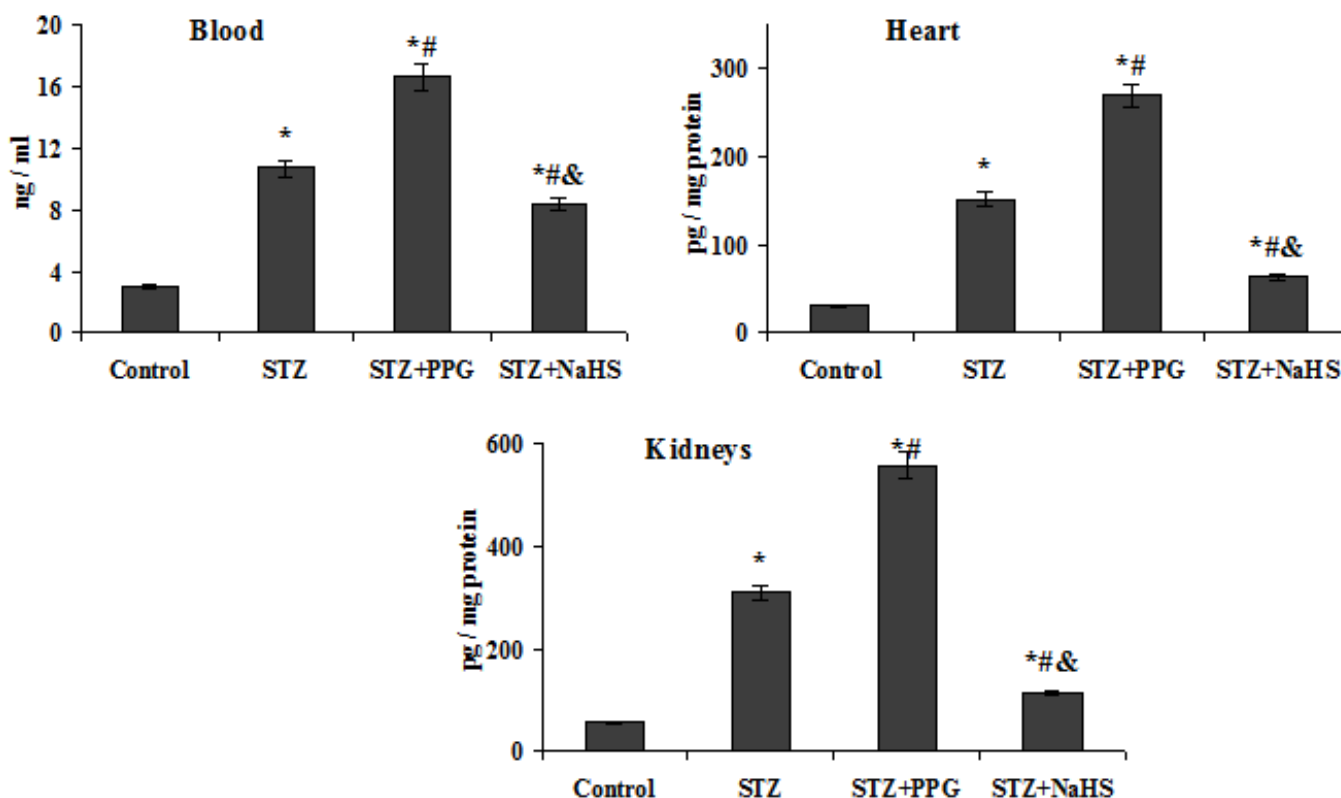 Blood
ng / ml
20
16
12
8
4
0
*
*#
*#&
Control STZ STZ+PPG STZ+NaHS
Heart
pg / mg protein
300
200
100
0
*
*#
*#&
Control STZ STZ+PPG STZ+NaHS
Kidneys
pg / mg protein
600
400
200
0
*
*#
*#&
Control STZ STZ+PPG STZ+NaHS